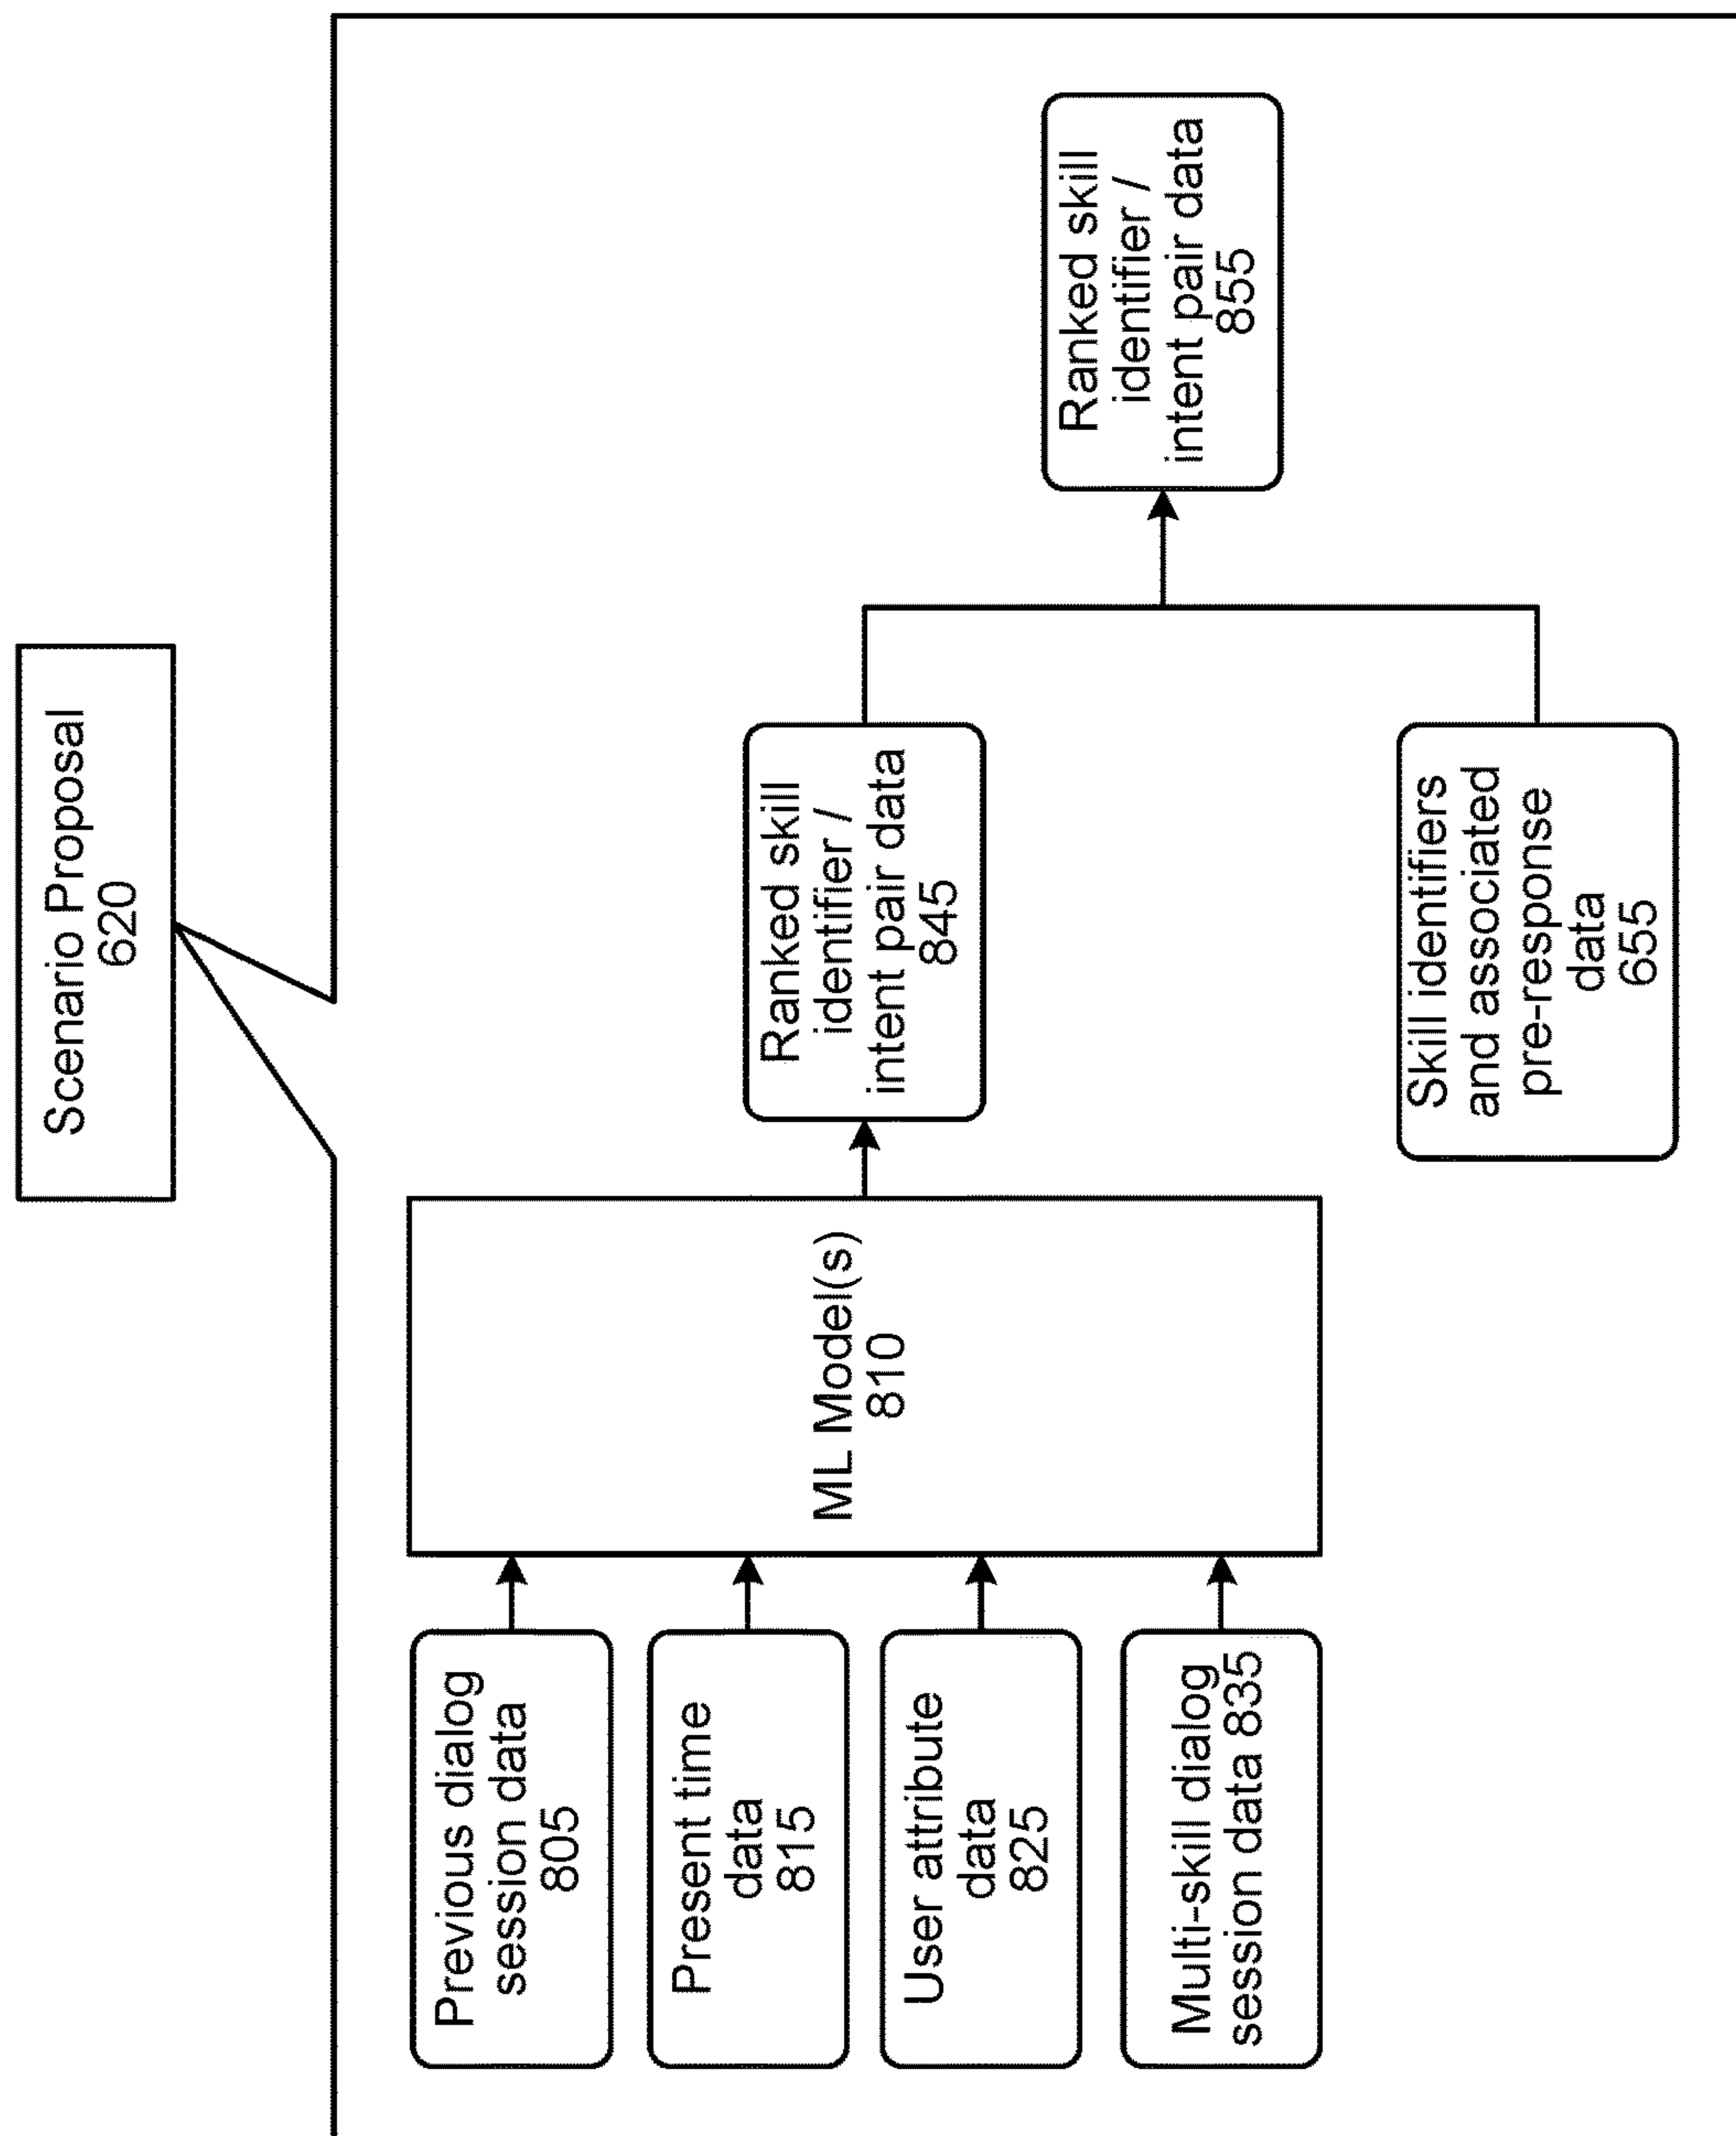 Scenario Proposal
620
Previous dialog
session data
805
Present time
data
815
User attribute
data
825
Multi-skill dialog
session data 835
ML Model(s)
810
Ranked skill
identifier /
intent pair data
845
Skill identifiers
and associated
pre-response
data
655
Ranked skill
identifier /
intent pair data
855